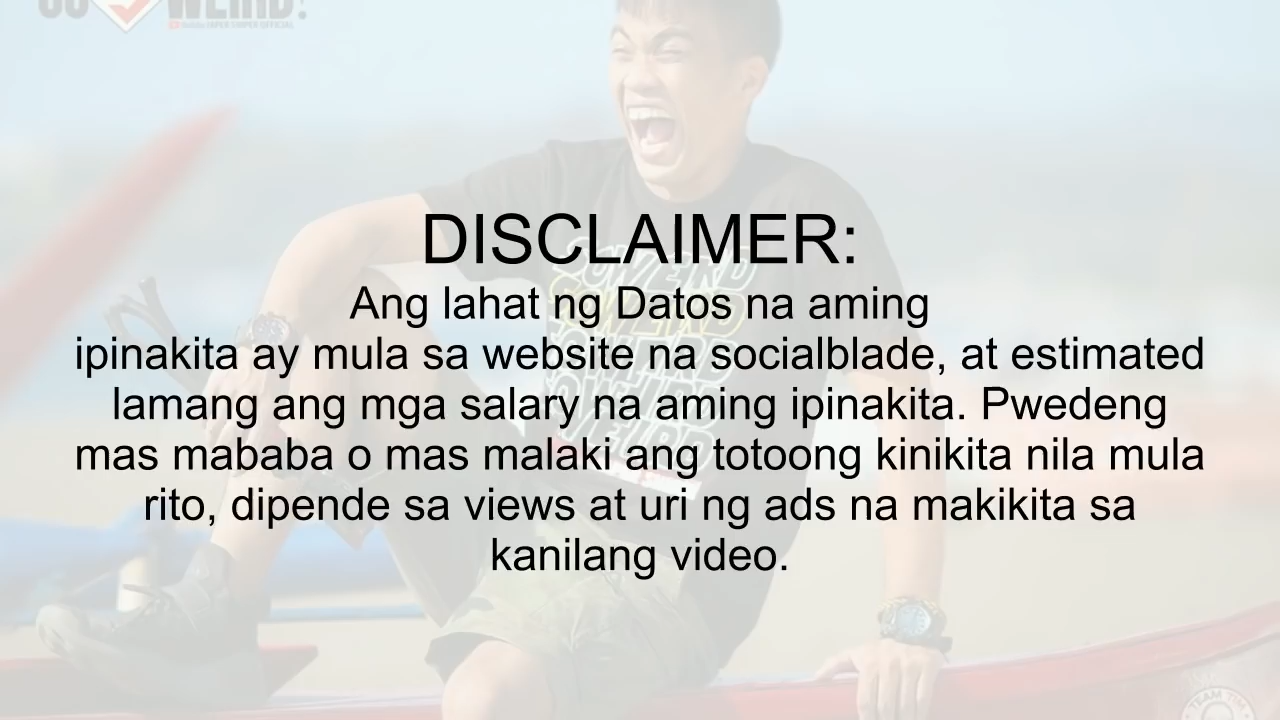 WEIRD!
DISCLAIMER:
Ang lahat ng Datos na aming
ipinakita ay mula sa website na socialblade, at estimated
lamang ang mga salary na aming ipinakita. Pwedeng
mas mababa o mas malaki ang totoong kinikita nila mula
rito, dipende sa views at uri ng ads na makikita sa
kanilang video.